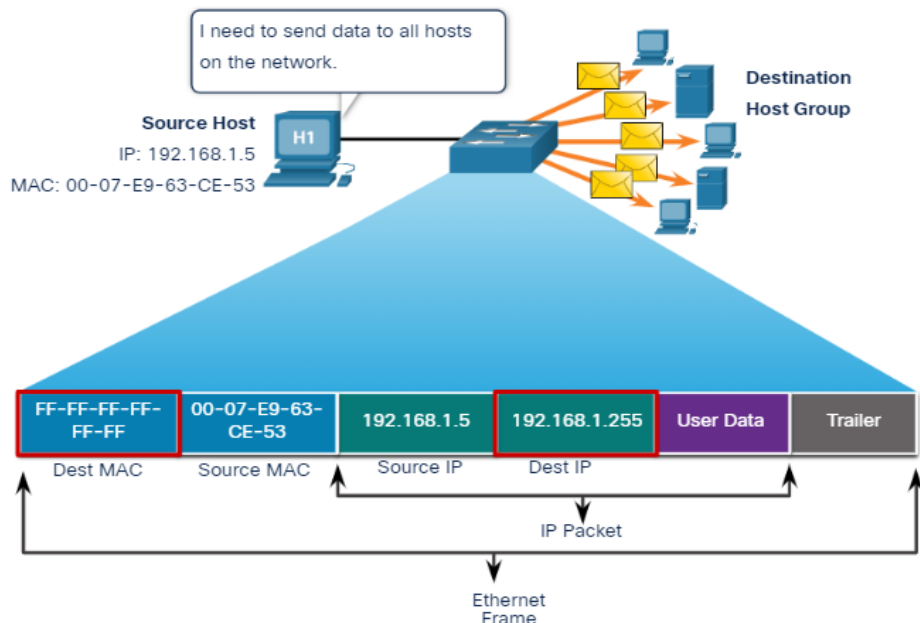 I need to send data to all hosts
on the network.
Destination
Host Group
Source Host
H1
IP: 192.168.1.5
MAC: 00-07-E9-63-CE-53
FF-FF-FF-FF-
FF-FF
00-07-E9-63-
CE-53
192.168.1.5
192.168.1.255
User Data
Trailer
Dest MAC
Source MAC
Source IP
Dest IP
IP Packet
Ethernet
Frame